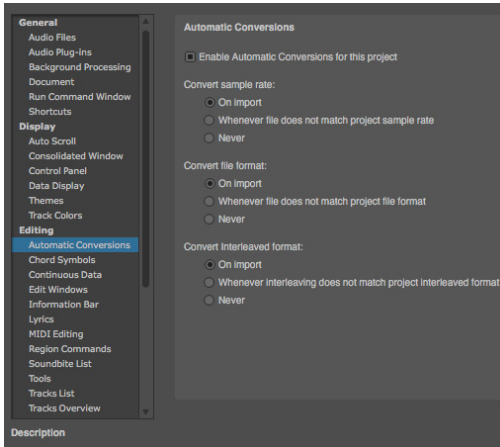 General
Audio Files
Audio Plug-ins
Background Processing
Document
Run Command Window
Shortcuts
Display
Auto Scroll
Consolidated Window
Control Panel
Data Display
Themes
Track Colors
Editing
Automatic Conversions
Chord Symbols
Continuous Data
Edit Windows
Information Bar
Lyrics
MIDI Editing
Region Commands
Soundbite List
Tools
Tracks List
Tracks Overview
Description
Automatic Conversions
Enable Automatic Conversions for this project
Convert sample rate:
On import
Whenever file does not match project sample rate
Never
Convert file format:
On import
Whenever file does not match project file format
Never
Convert Interleaved format:
On import
Whenever interleaving does not match project interleaved format
Never